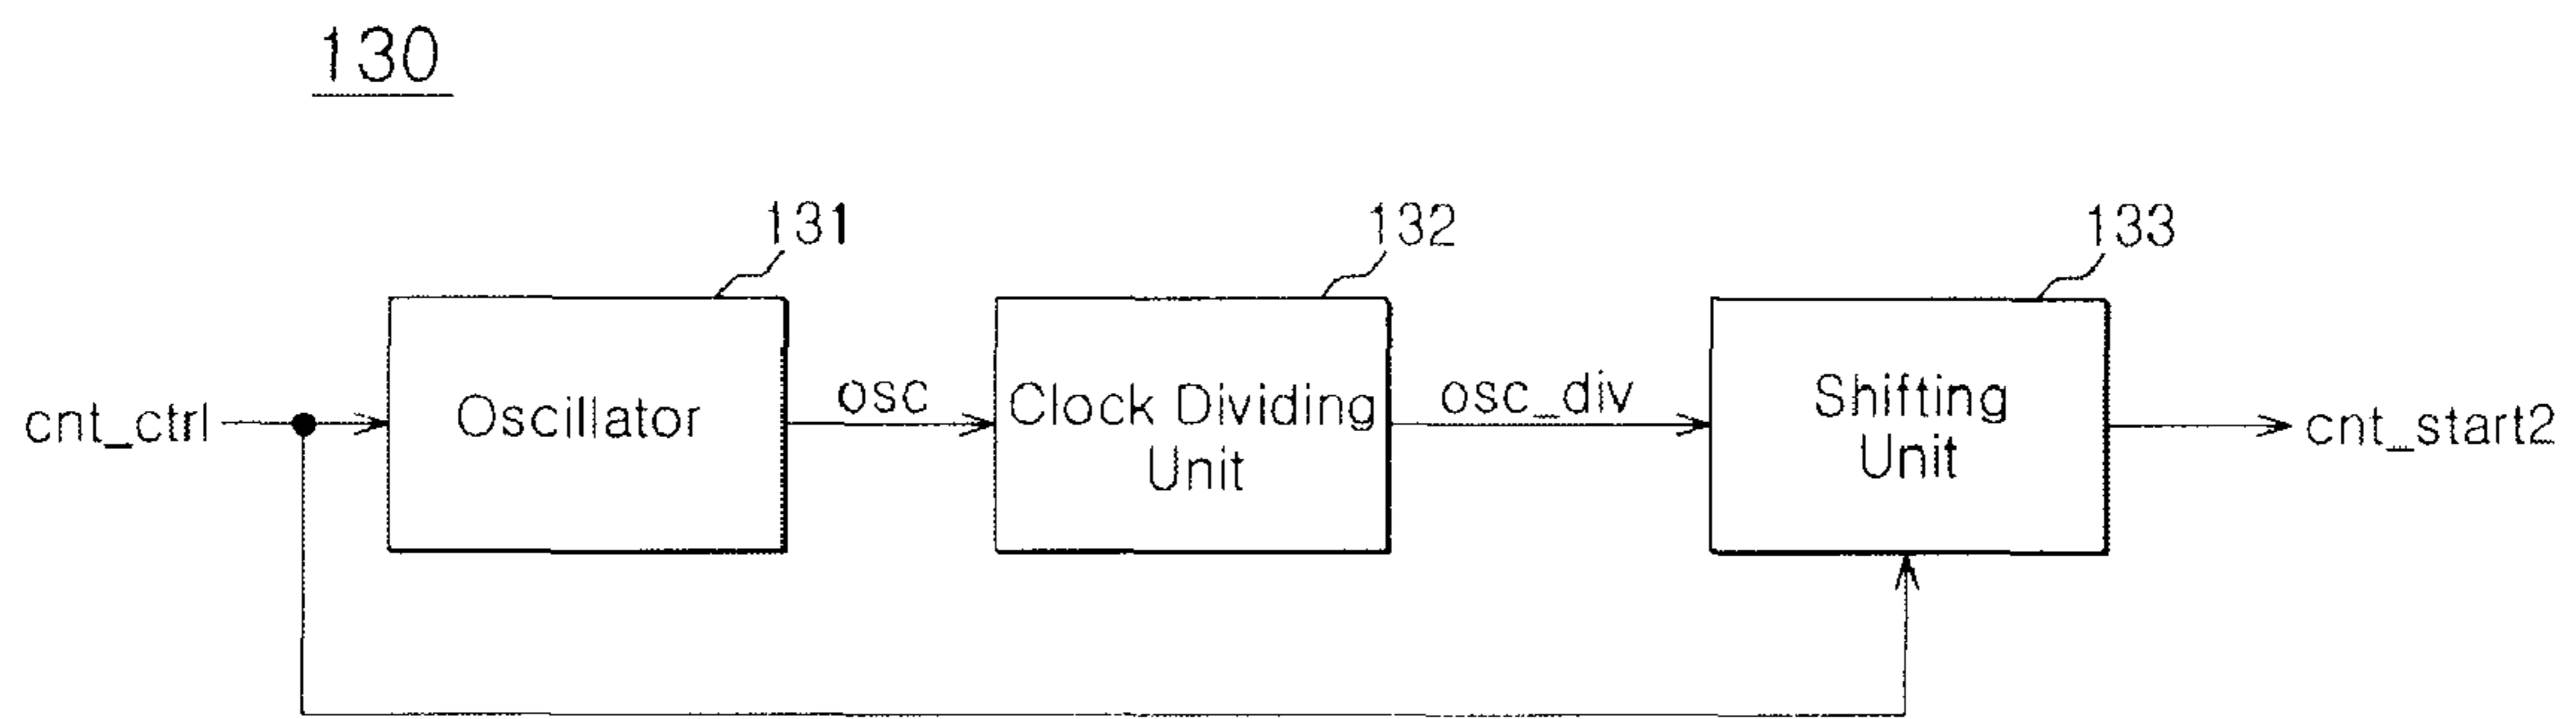 130
131
132
133
cnt_ctrl
Oscillator
osc
Clock Dividing
Unit
osc_div
Shifting
Unit
cnt_start2